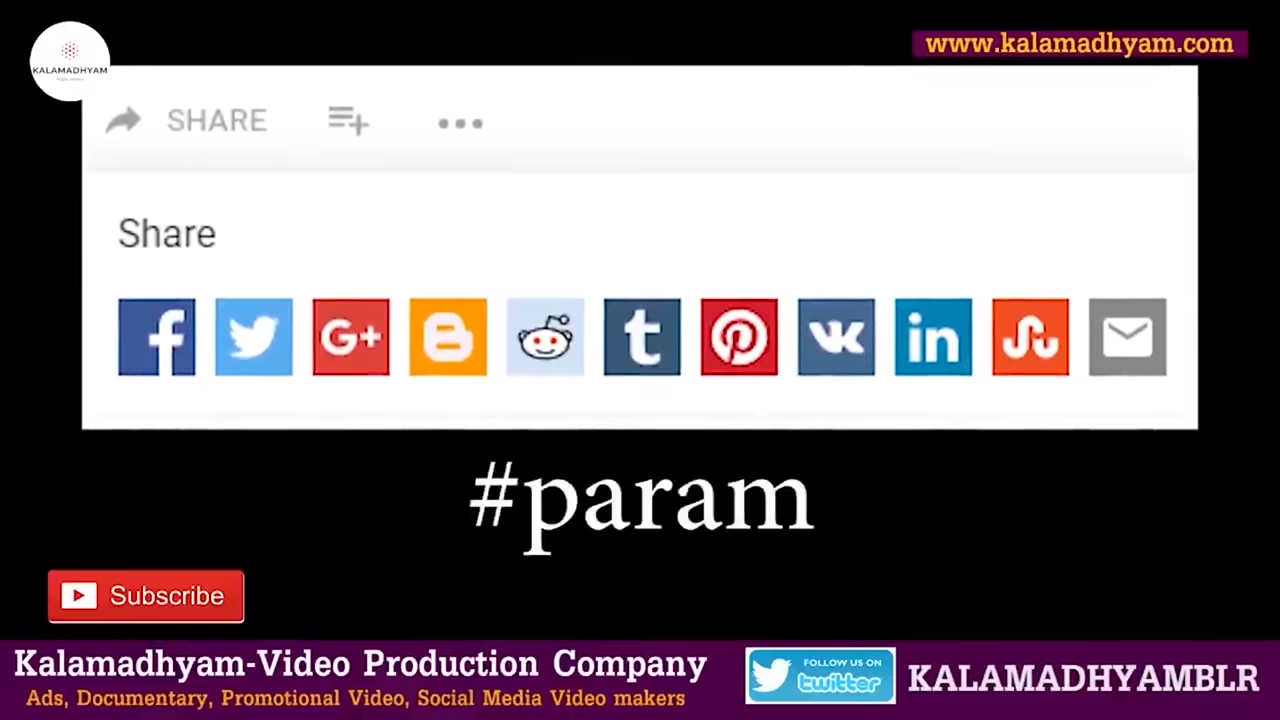 KALAMADHYAM
www.kalamadhyam.com
SHARE
Share
G+
in
#param
Subscribe
Kalamadhyam-Video Production Company
Ads, Documentary, Promotional Video, Social Media Video makers
FOLLOW US ON
twitter
KALAMADHYAMBLR